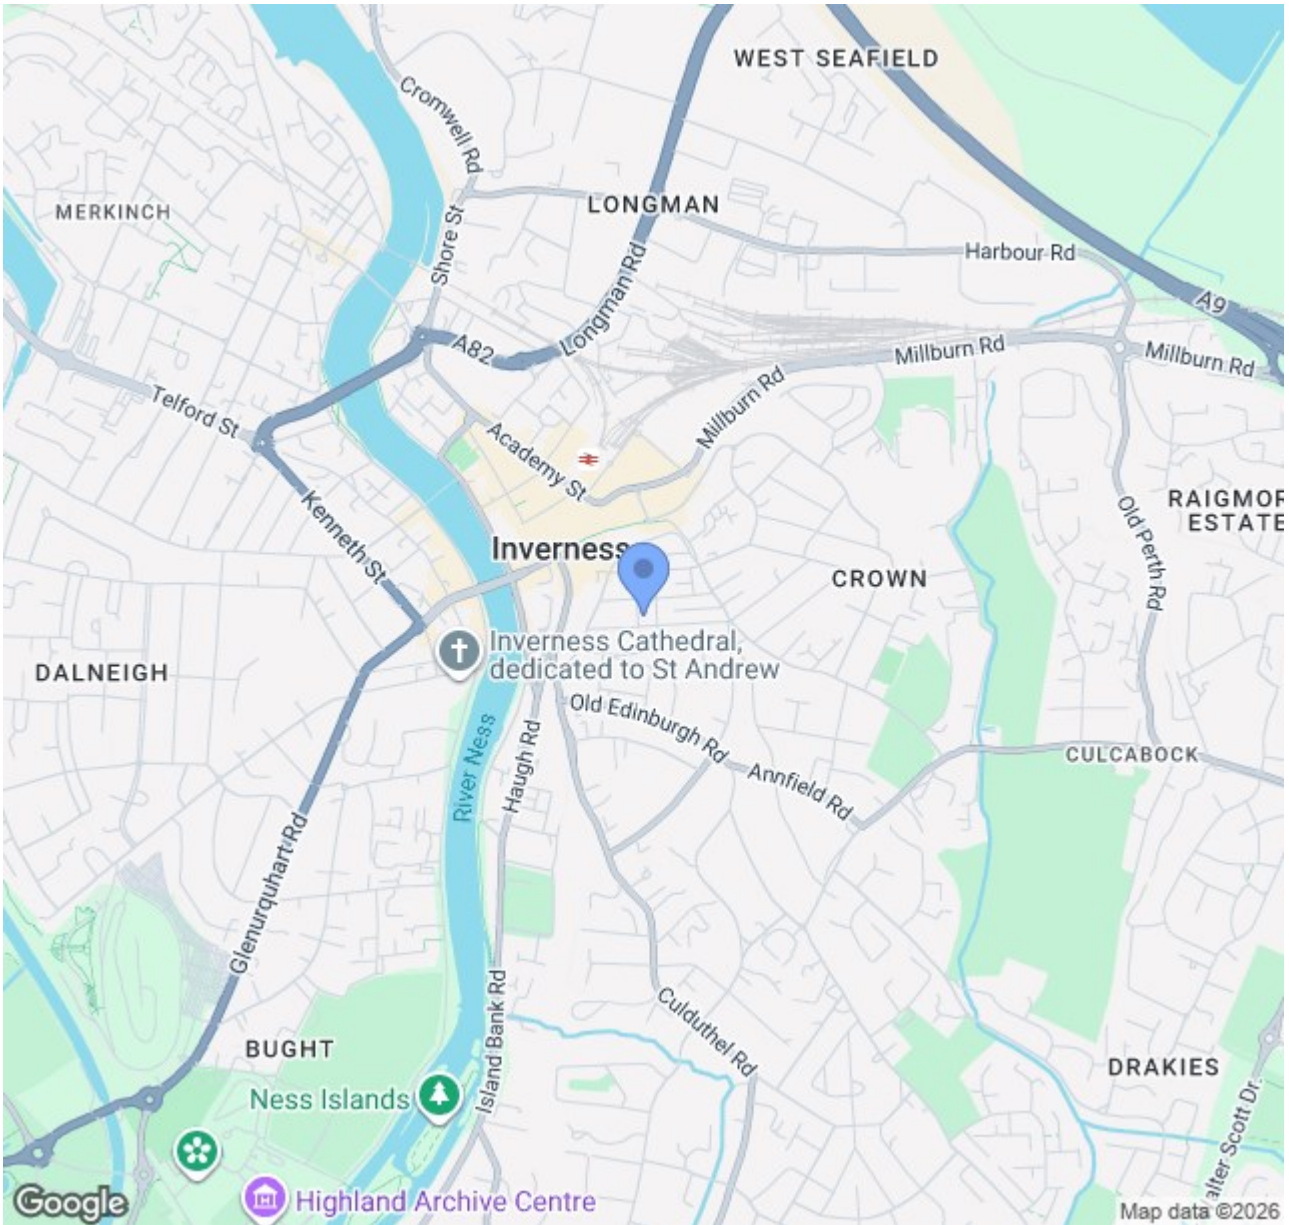 WEST SEAFIELD
Cromwell Rd
MERKINCH
LONGMAN
Shore St
Harbour Rd
Longman Rd
A9
A82
Millburn Rd
Millburn Rd
Millburn Rd
Telford St
Academy St
Kenneth St
Old Perth Rd
RAIGMOR
ESTATE
Inverness
CROWN
Inverness Cathedral,
dedicated to St Andrew
DALNEIGH
Old Edinburgh Rd
River Ness
Haugh Rd
CULCABOCK
Annfield Rd
Glenurquhart Rd
Island Bank Rd
Culduthel Rd
BUGHT
DRAKIES
Ness Islands
alter Scott Dr.
Highland Archive Centre
Google
Map data ©2026